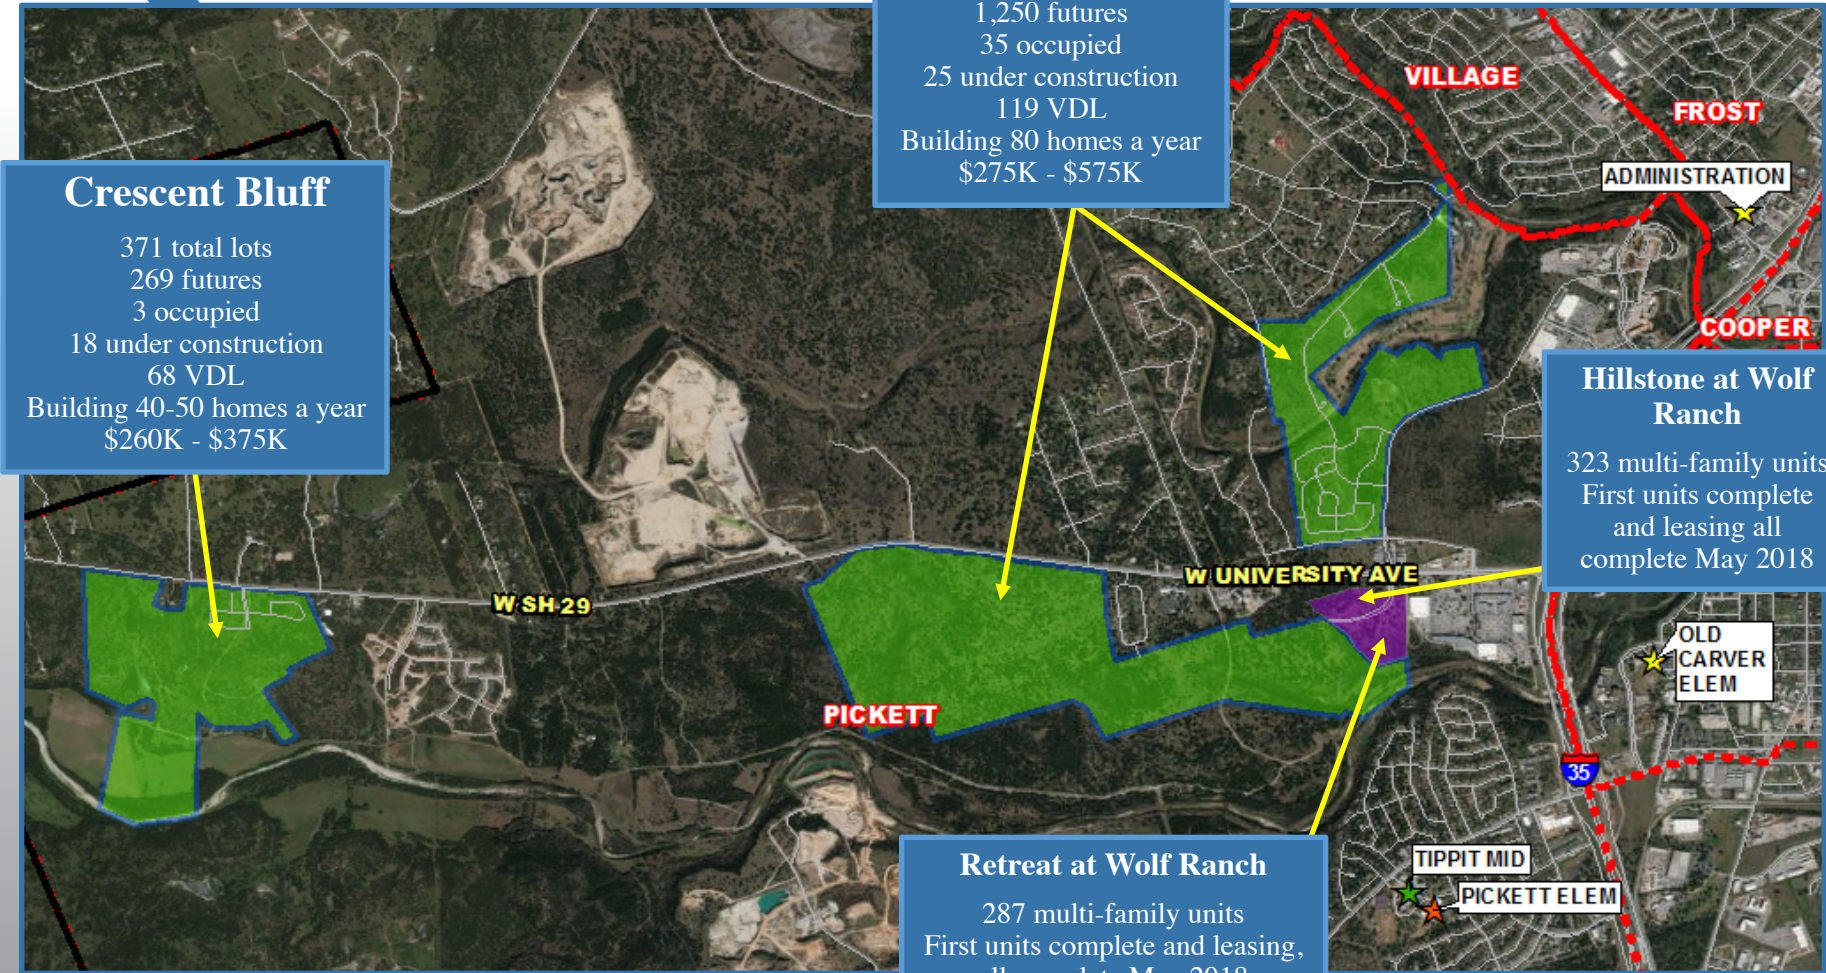 1,250 futures
35 occupied
25 under construction
119 VDL
Building 80 homes a year
$275K - $575K
VILLAGE
FROST
ADMINISTRATION
COOPER
Crescent Bluff
371 total lots
269 futures
3 occupied
18 under construction
68 VDL
Building 40-50 homes a year
$260K - $375K
Hillstone at Wolf
Ranch
323 multi-family units
First units complete
and leasing all
complete May 2018
W UNIVERSITY AVE
W SH 29
OLD
CARVER
ELEM
PICKETT
35
TIPPIT MID
PICKETT ELEM
Retreat at Wolf Ranch
287 multi-family units
First units complete and leasing,
all complete May 2018